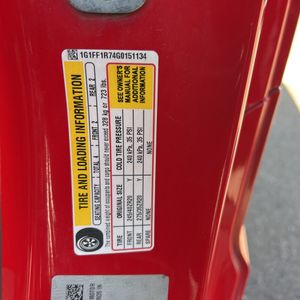 1G1FF1R74G0151134
TIRE AND LOADING INFORMATION
SEATING CAPACITY TOTAL 4 FRONT 2 REAR 2
The combined weight of occupants and cargo should never exceed 328 kg or 723 lbs.
TIRE ORIGINAL SIZE COLD TIRE PRESSURE
FRONT 245/40ZR20 Y 240 kPa, 35 PSI
REAR 275/35ZR20 Y 240 kPa, 35 PSI
SPARE NONE NONE
SEE OWNER'S
MANUAL FOR
ADDITIONAL
INFORMATION